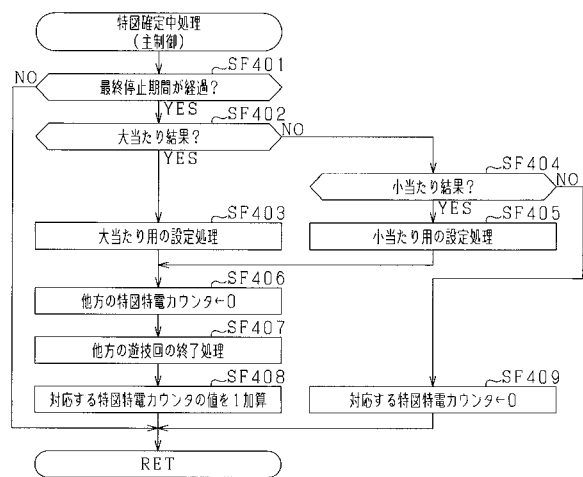 特図確定中処理
（主制御）
SF401
NO
最終停止期間が経過？
YES
SF402
大当たり結果？
NO
YES
SF404
小当たり結果？
NO
YES
SF403
大当たり用の設定処理
SF405
小当たり用の設定処理
SF406
他方の特図特電カウンタ←0
SF407
他方の遊技回の終了処理
SF408
対応する特図特電カウンタの値を1加算
SF409
対応する特図特電カウンタ←0
RET